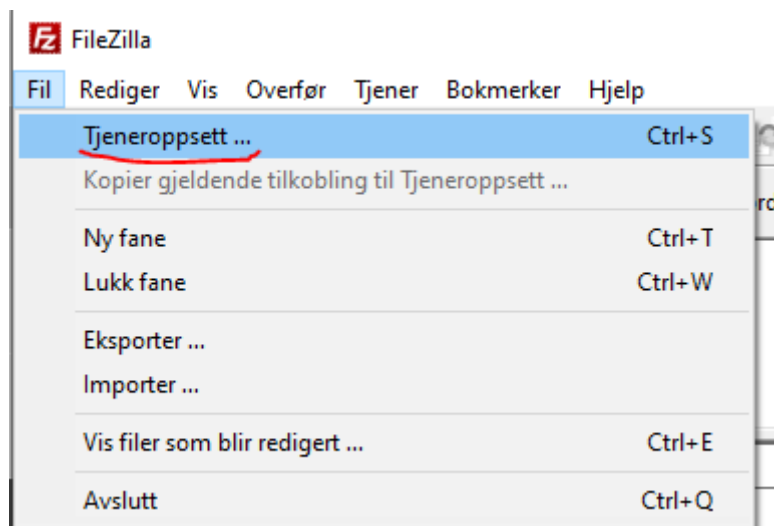 FileZilla
Fil Rediger Vis Overfør Tjener Bokmerker Hjelp
Tjeneroppsett ... Ctrl+S
Kopier gjeldende tilkobling til Tjeneroppsett ...
Ny fane Ctrl+T
Lukk fane Ctrl+W
Eksporter ...
Importer ...
Vis filer som blir redigert ... Ctrl+E
Avslutt Ctrl+Q